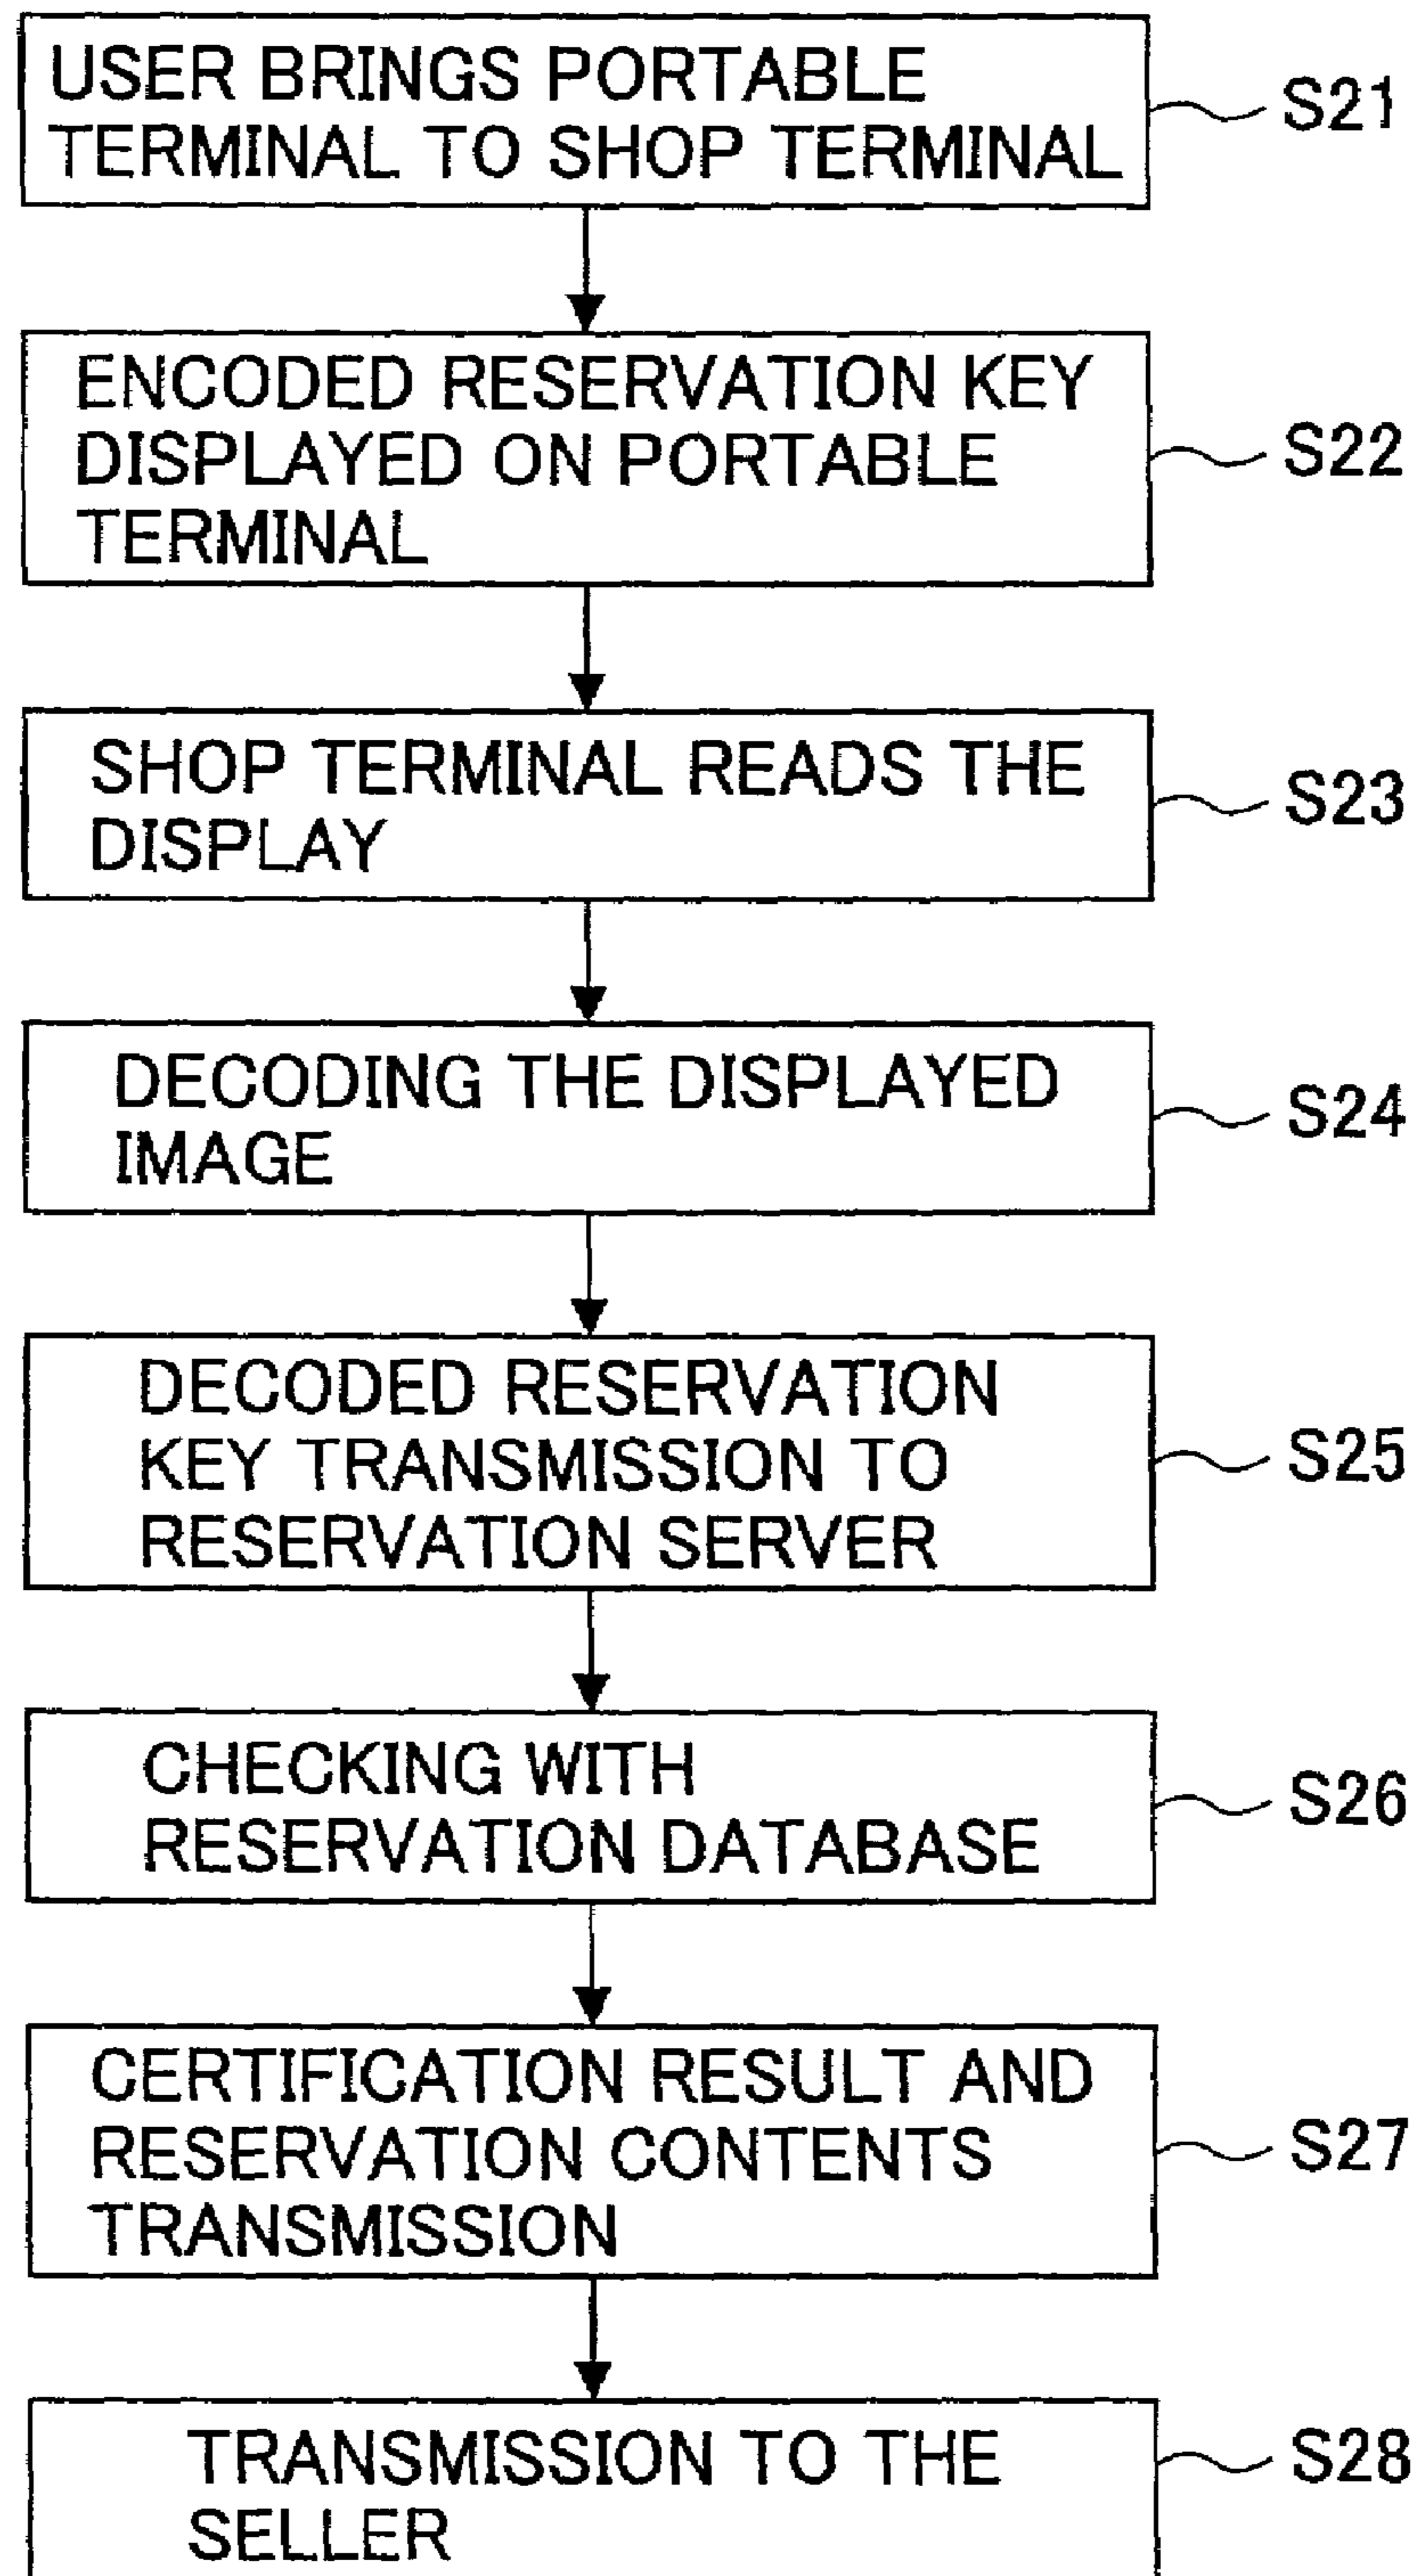 USER BRINGS PORTABLE
TERMINAL TO SHOP TERMINAL
S21
ENCODED RESERVATION KEY
DISPLAYED ON PORTABLE
TERMINAL
S22
SHOP TERMINAL READS THE
DISPLAY
S23
DECODING THE DISPLAYED
IMAGE
S24
DECODED RESERVATION
KEY TRANSMISSION TO
RESERVATION SERVER
S25
CHECKING WITH
RESERVATION DATABASE
S26
CERTIFICATION RESULT AND
RESERVATION CONTENTS
TRANSMISSION
S27
TRANSMISSION TO THE
SELLER
S28